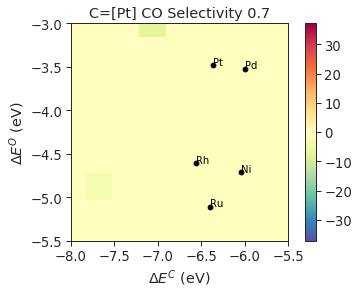 C=[Pt] CO Selectivity 0.7
−3.0
−3.5
−4.0
−4.5
−5.0
−5.5
ΔE^O (eV)
Pt
Pd
Rh
Ni
Ru
−8.0 −7.5 −7.0 −6.5 −6.0 −5.5
ΔE^C (eV)
30
20
10
0
−10
−20
−30